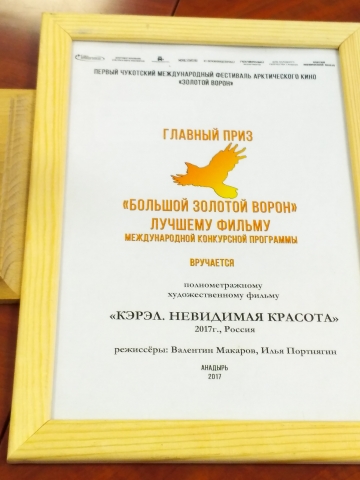 ПЕРВЫЙ ЧУКОТСКИЙ МЕЖДУНАРОДНЫЙ ФЕСТИВАЛЬ АРКТИЧЕСКОГО КИНО
«ЗОЛОТОЙ ВОРОН»
ГЛАВНЫЙ ПРИЗ
«БОЛЬШОЙ ЗОЛОТОЙ ВОРОН»
ЛУЧШЕМУ ФИЛЬМУ
МЕЖДУНАРОДНОЙ КОНКУРСНОЙ ПРОГРАММЫ
ВРУЧАЕТСЯ
полнометражному
художественному фильму
«КЭРЭЛ. НЕВИДИМАЯ КРАСОТА»
2017г., Россия
режиссёры: Валентин Макаров, Илья Портнягин
АНАДЫРЬ
2017